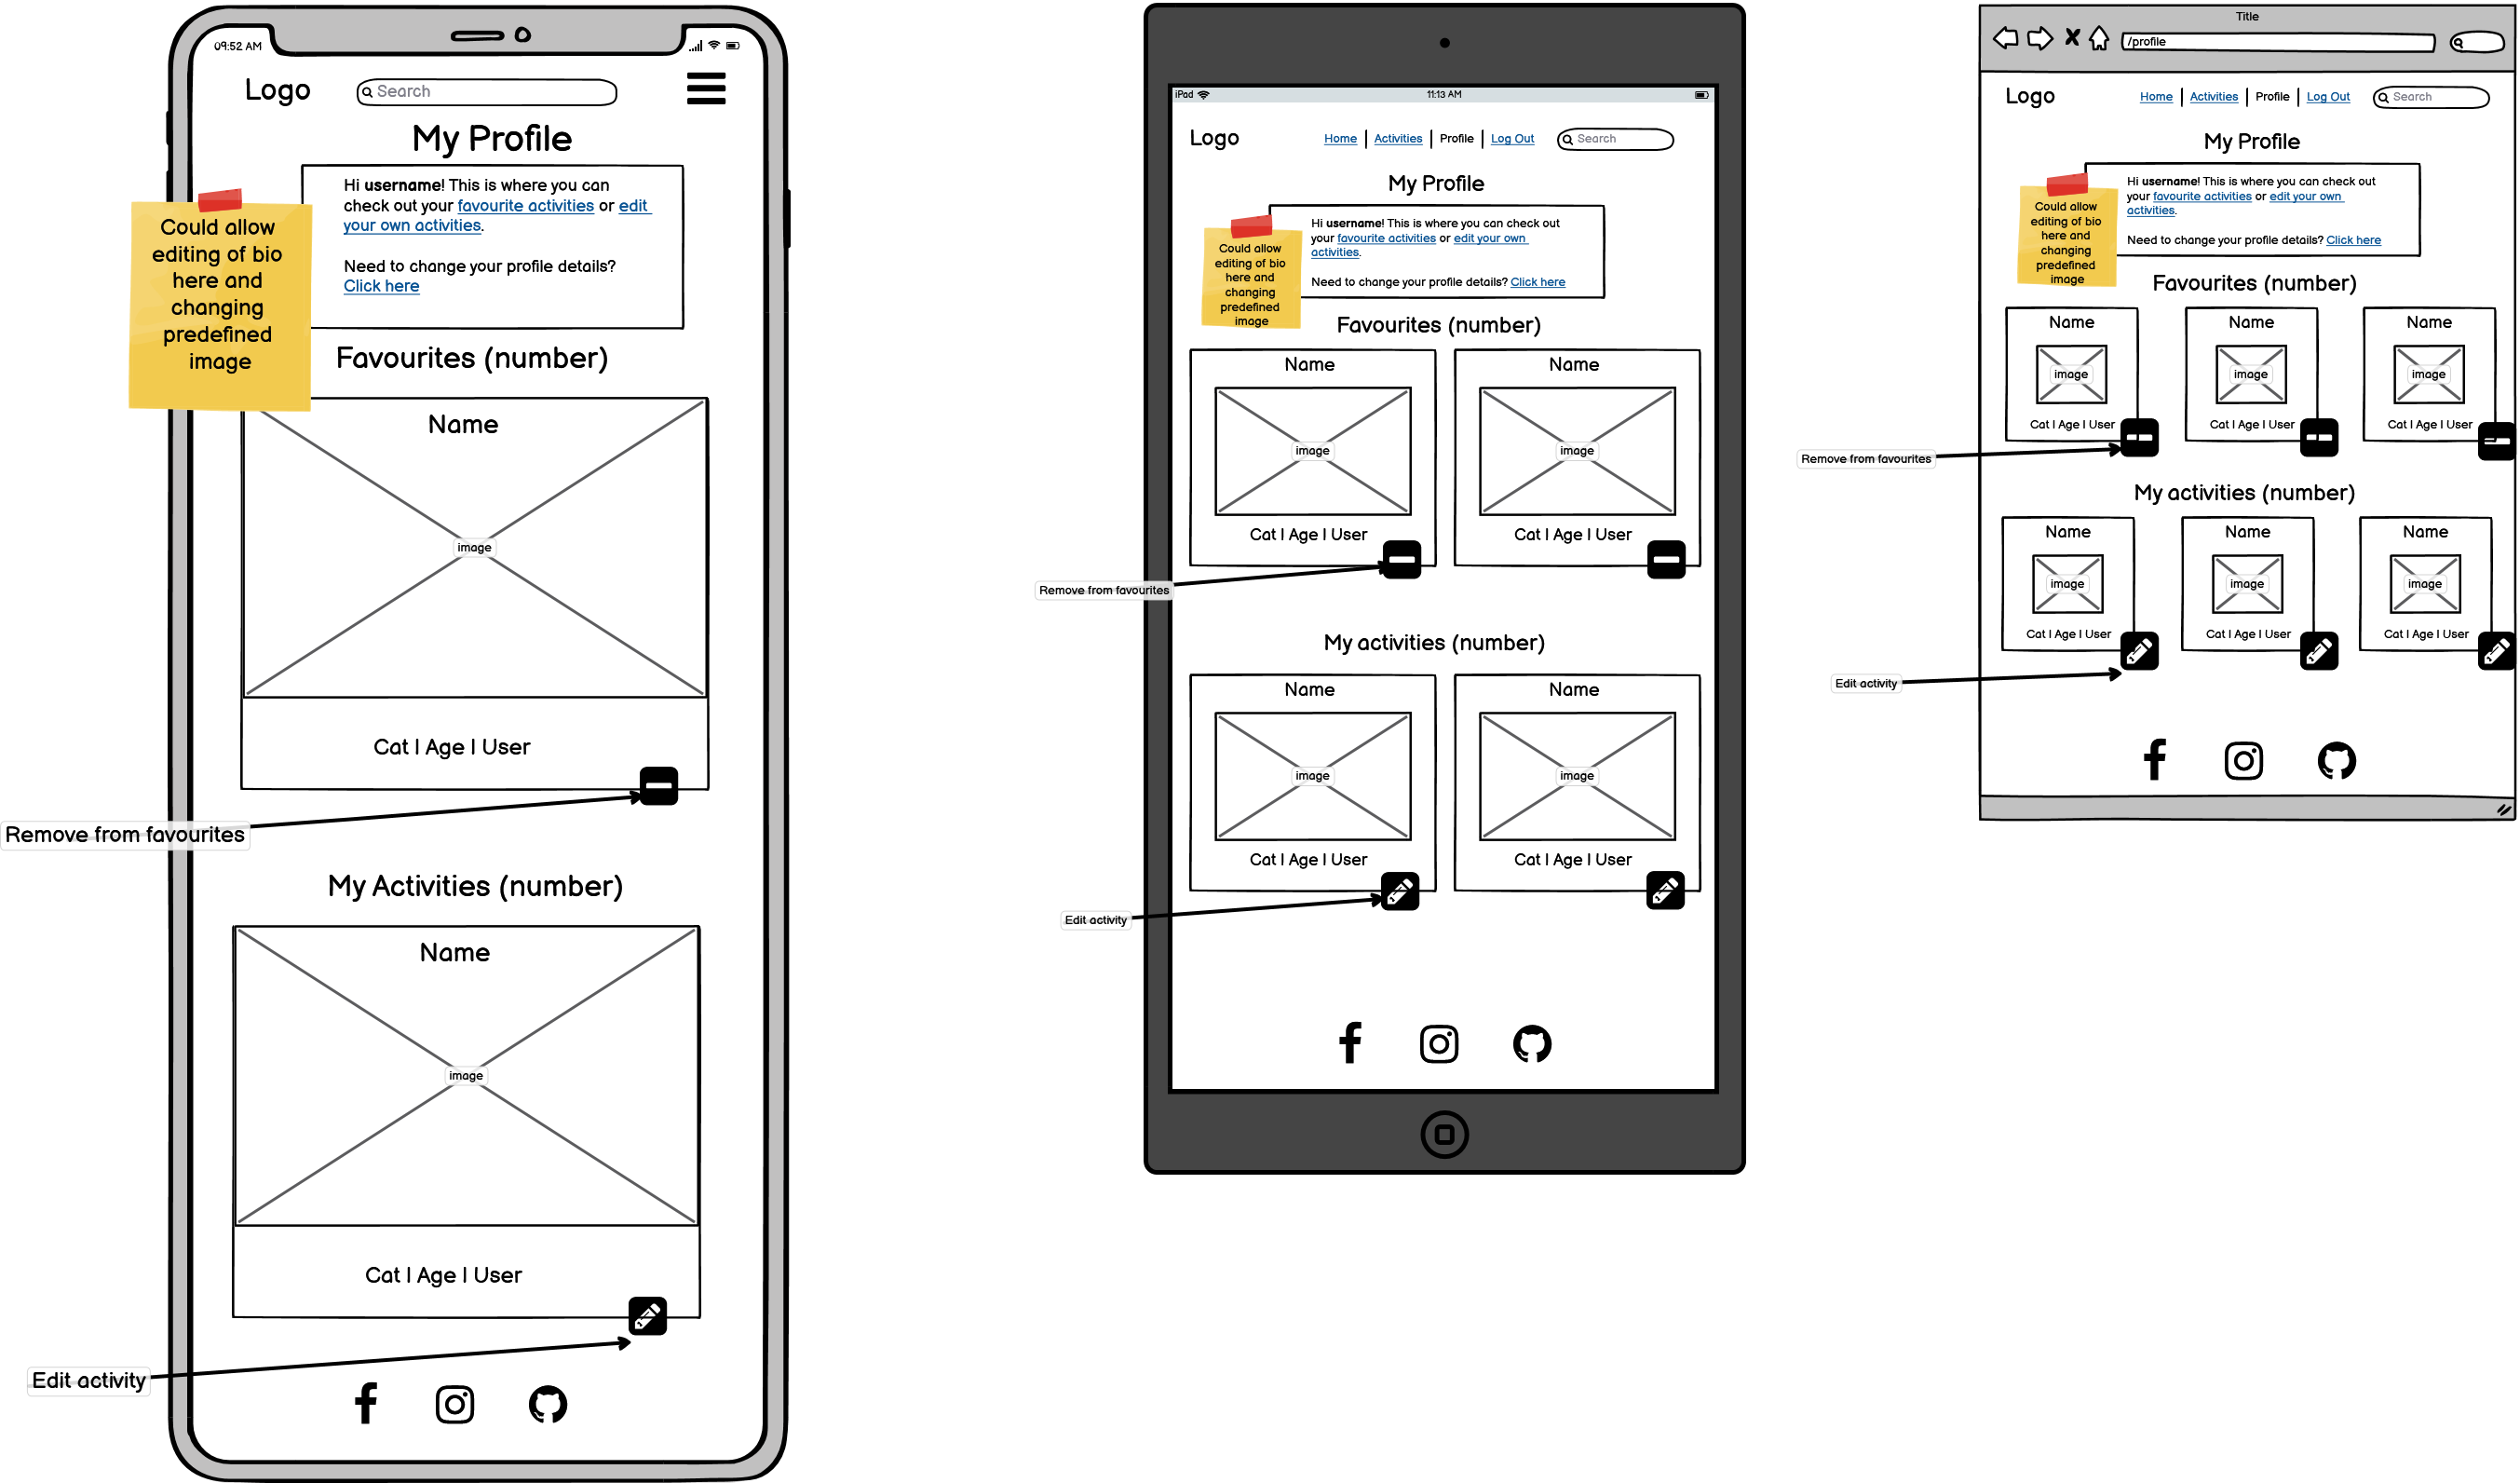 09:52 AM
Logo
Search
My Profile
Hi username! This is where you can
check out your favourite activities or edit
your own activities.
Need to change your profile details?
Click here
Could allow
editing of bio
here and
changing
predefined
image
Favourites (number)
Name
image
Cat | Age | User
Remove from favourites
My Activities (number)
Name
image
Cat | Age | User
Edit activity
iPad
11:13 AM
Logo
Home | Activities | Profile | Log Out
Search
My Profile
Hi username! This is where you can check out
your favourite activities or edit your own
activities.
Need to change your profile details? Click here
Could allow
editing of bio
here and
changing
predefined
image
Favourites (number)
Name
image
Cat | Age | User
Name
image
Cat | Age | User
Remove from favourites
My activities (number)
Name
image
Cat | Age | User
Name
image
Cat | Age | User
Edit activity
Title
/profile
Logo
Home | Activities | Profile | Log Out
Search
My Profile
Hi username! This is where you can check out
your favourite activities or edit your own
activities.
Need to change your profile details? Click here
Could allow
editing of bio
here and
changing
predefined
image
Favourites (number)
Name
image
Cat | Age | User
Name
image
Cat | Age | User
Name
image
Cat | Age | User
Remove from favourites
My activities (number)
Name
image
Cat | Age | User
Name
image
Cat | Age | User
Name
image
Cat | Age | User
Edit activity